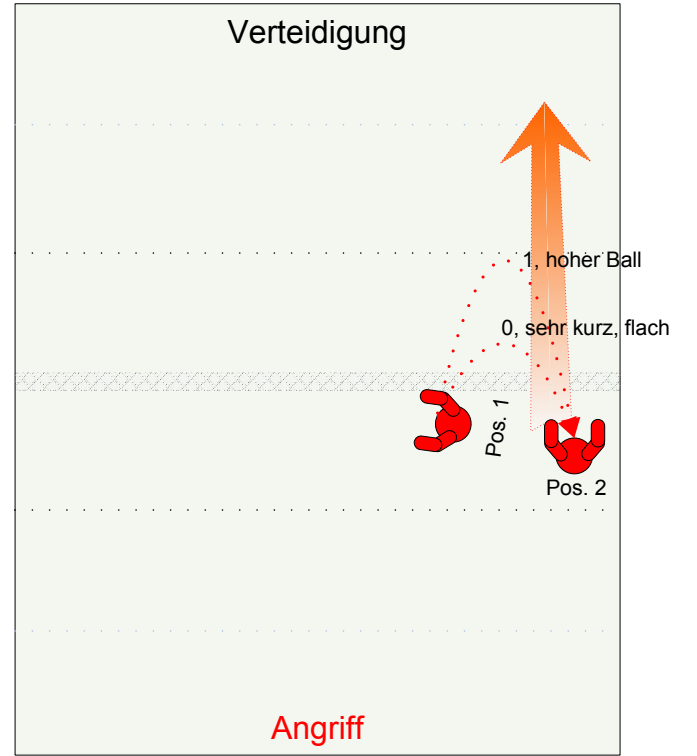 Verteidigung
1, hoher Ball
0, sehr kurz, flach
Pos. 1
Pos. 2
Angriff